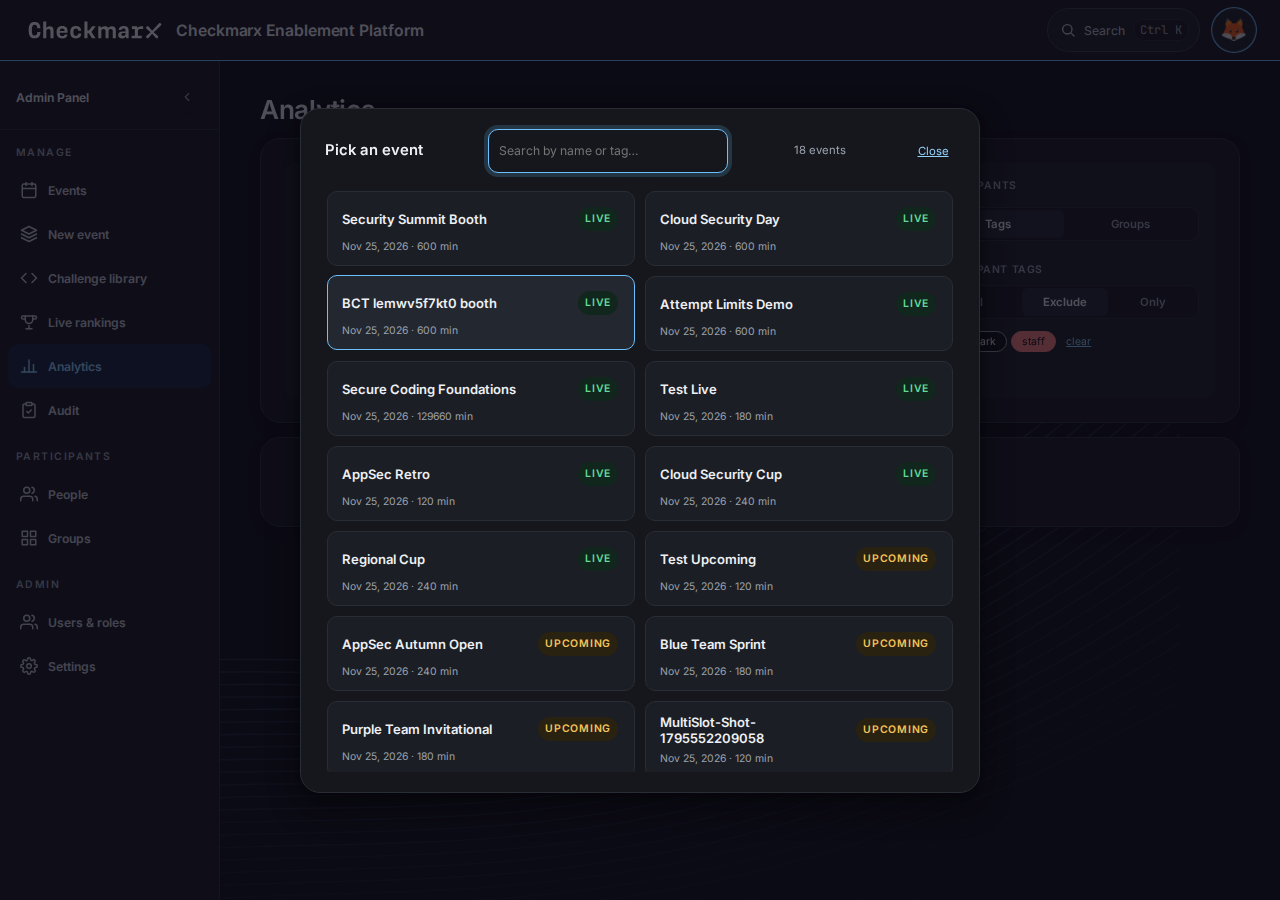 Checkmarx Checkmarx Enablement Platform
Search Ctrl K
Admin Panel
MANAGE
Events
New event
Challenge library
Live rankings
Analytics
Audit
PARTICIPANTS
People
Groups
ADMIN
Users & roles
Settings
Analytics
PANTS
Tags Groups
PANT TAGS
Exclude Only
ark staff clear
Pick an event
Search by name or tag...
18 events
Close
Security Summit Booth LIVE
Nov 25, 2026 · 600 min
Cloud Security Day LIVE
Nov 25, 2026 · 600 min
BCT lemwv5f7kt0 booth LIVE
Nov 25, 2026 · 600 min
Attempt Limits Demo LIVE
Nov 25, 2026 · 600 min
Secure Coding Foundations LIVE
Nov 25, 2026 · 129660 min
Test Live LIVE
Nov 25, 2026 · 180 min
AppSec Retro LIVE
Nov 25, 2026 · 120 min
Cloud Security Cup LIVE
Nov 25, 2026 · 240 min
Regional Cup LIVE
Nov 25, 2026 · 240 min
Test Upcoming UPCOMING
Nov 25, 2026 · 120 min
AppSec Autumn Open UPCOMING
Nov 25, 2026 · 240 min
Blue Team Sprint UPCOMING
Nov 25, 2026 · 180 min
Purple Team Invitational UPCOMING
Nov 25, 2026 · 180 min
MultiSlot-Shot-
1795552209058 UPCOMING
Nov 25, 2026 · 120 min